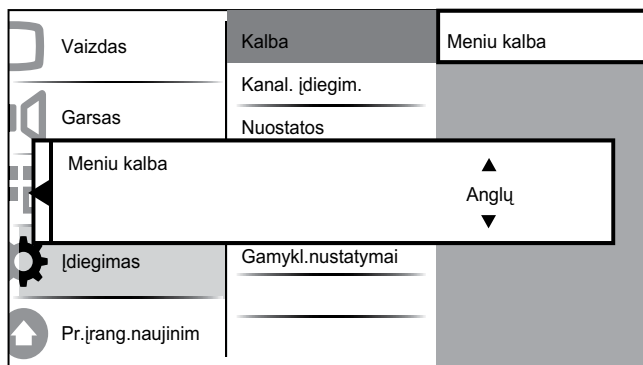 Vaizdas
Garsas
Įdiegimas
Pr.įrang.naujinim
Kalba
Kanal. įdiegim.
Nuostatos
Gamykl.nustatymai
Meniu kalba
Meniu kalba
Anglų